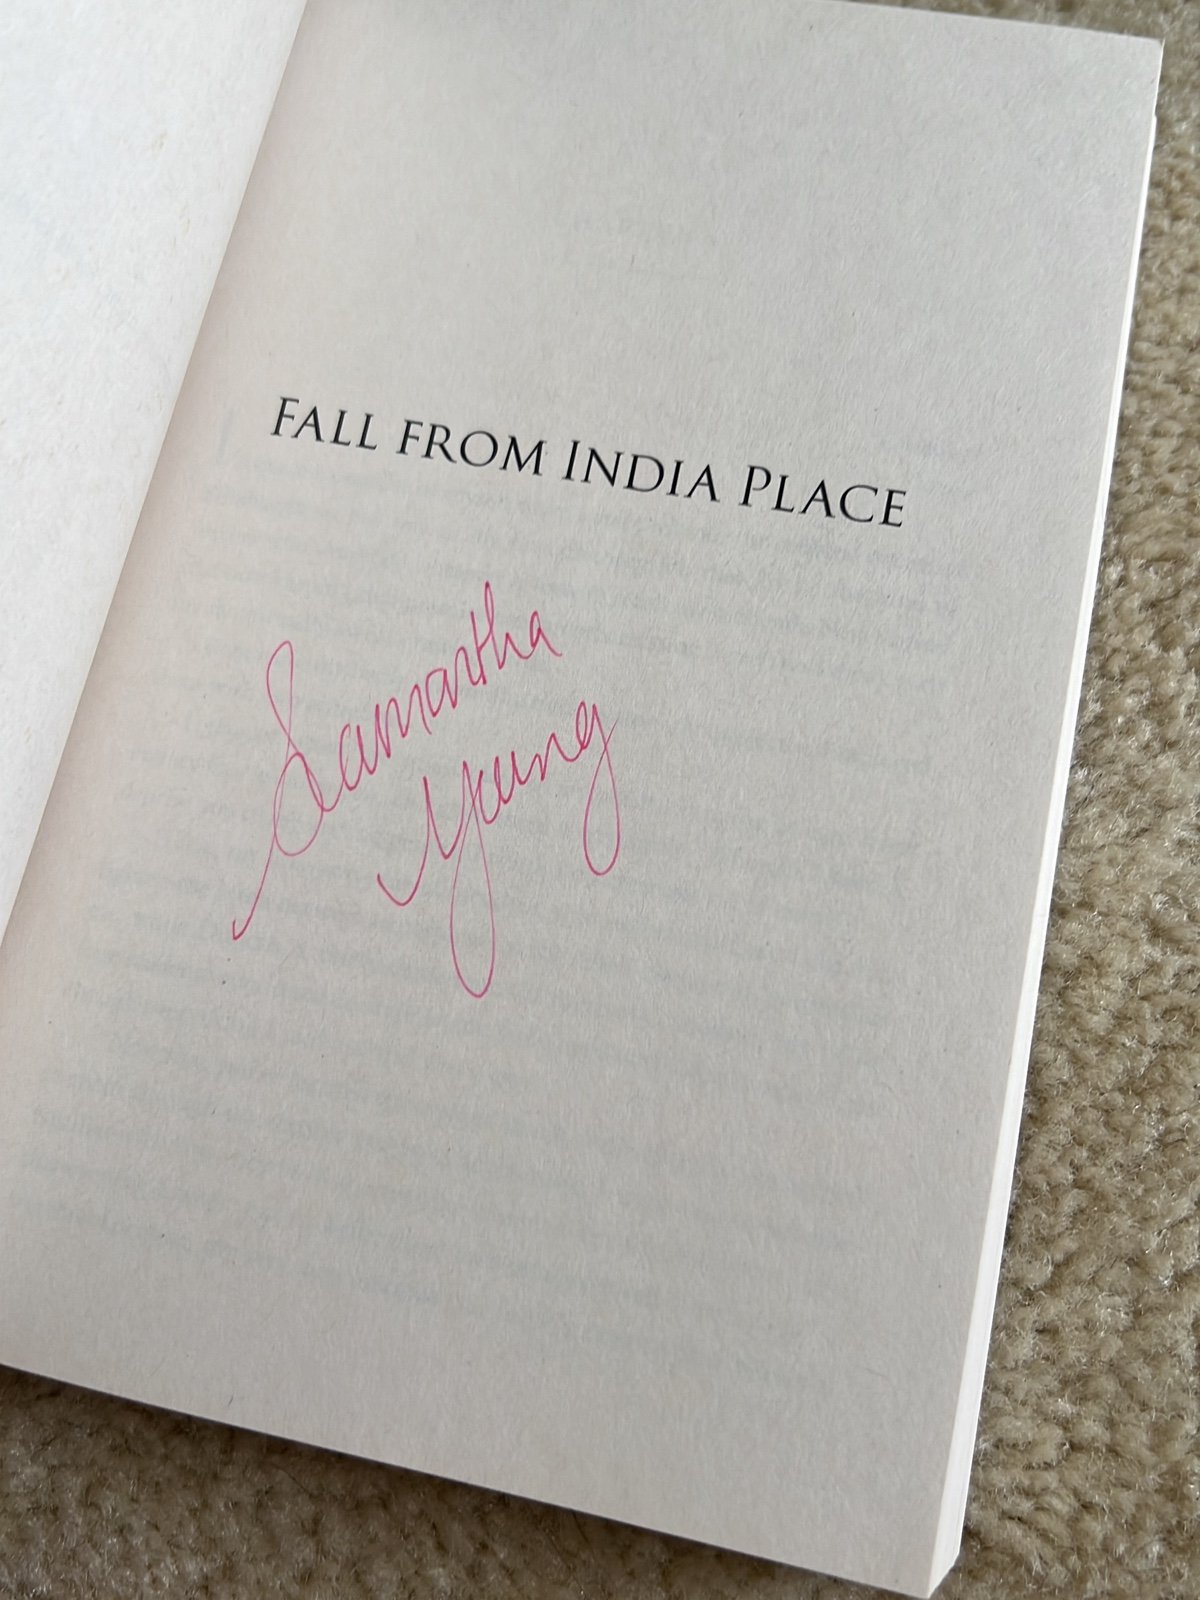 FALL FROM INDIA PLACE
Samantha
Young